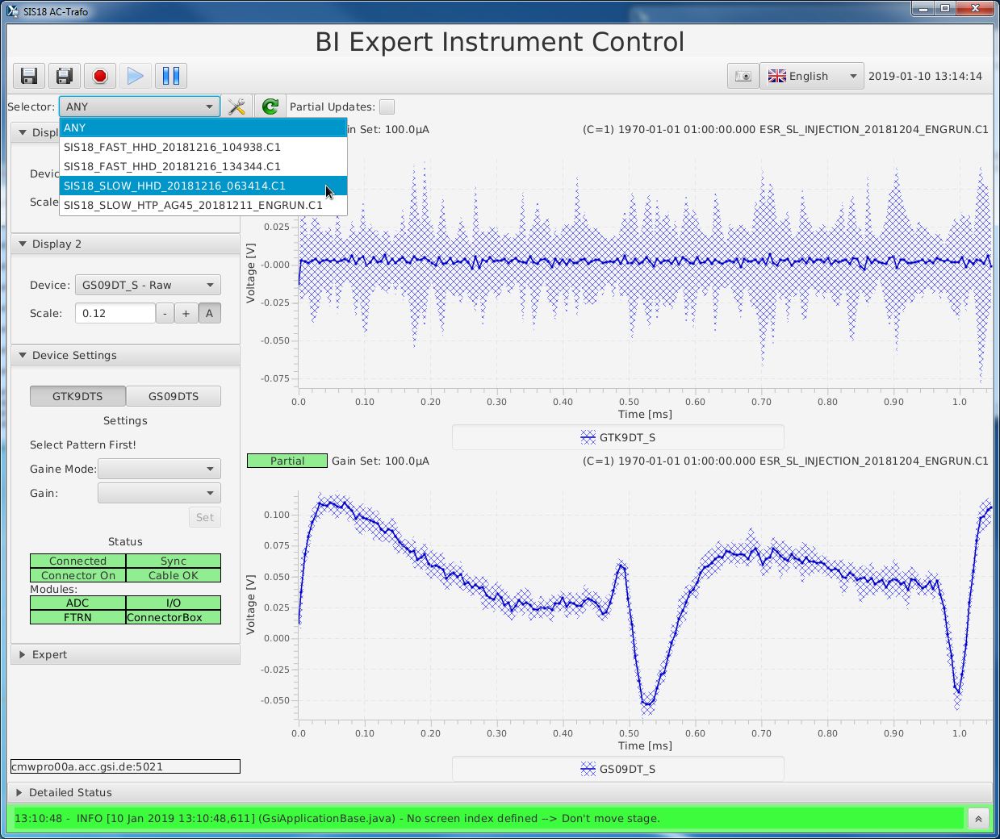 SIS18 AC-Trafo
BI Expert Instrument Control
English
2019-01-10 13:14:14
Selector: ANY
Partial Updates:
ANY
SIS18_FAST_HHD_20181216_104938.C1
SIS18_FAST_HHD_20181216_134344.C1
SIS18_SLOW_HHD_20181216_063414.C1
SIS18_SLOW_HTP_AG45_20181211_ENGRUN.C1
Displ
Devic
Scale
in Set: 100.0µA
(C=1) 1970-01-01 01:00:00.000 ESR_SL_INJECTION_20181204_ENGRUN.C1
0.025
-0.000
-0.025
-0.050
-0.075
Voltage [V]
0.0 0.10 0.20 0.30 0.40 0.50 0.60 0.70 0.80 0.90 1.0
Time [ms]
GTK9DT_S
Display 2
Device: GS09DT_S - Raw
Scale: 0.12 - + A
Device Settings
GTK9DTS GS09DTS
Settings
Select Pattern First!
Gaine Mode:
Gain:
Set
Status
Connected Sync
Connector On Cable OK
Modules:
ADC I/O
FTRN ConnectorBox
Expert
Partial Gain Set: 100.0µA
(C=1) 1970-01-01 01:00:00.000 ESR_SL_INJECTION_20181204_ENGRUN.C1
0.100
0.075
0.050
0.025
0.000
-0.025
-0.050
Voltage [V]
0.0 0.10 0.20 0.30 0.40 0.50 0.60 0.70 0.80 0.90 1.0
Time [ms]
GS09DT_S
cmwpro00a.acc.gsi.de:5021
Detailed Status
13:10:48 - INFO [10 Jan 2019 13:10:48,611] (GsiApplicationBase.java) - No screen index defined --> Don't move stage.